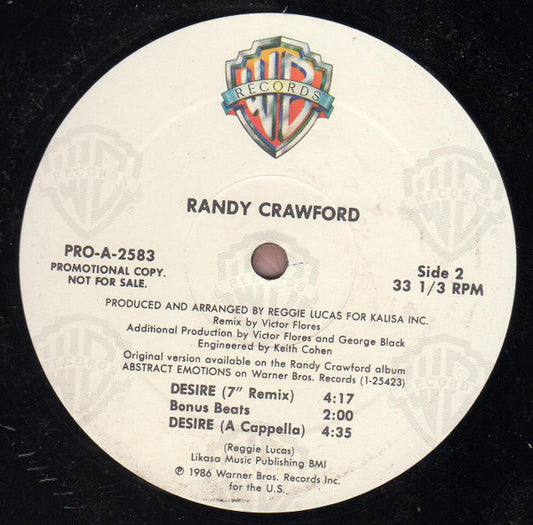 WB
RECORDS
RANDY CRAWFORD
PRO-A-2583
PROMOTIONAL COPY.
NOT FOR SALE.
Side 2
33 1/3 RPM
PRODUCED AND ARRANGED BY REGGIE LUCAS FOR KALISA INC.
Remix by Victor Flores
Additional Production by Victor Flores and George Black
Engineered by Keith Cohen
Original version available on the Randy Crawford album
ABSTRACT EMOTIONS on Warner Bros. Records (1-25423)
DESIRE (7" Remix) 4:17
Bonus Beats 2:00
DESIRE (A Cappella) 4:35
(Reggie Lucas)
Likasa Music Publishing BMI
℗ 1986 Warner Bros. Records Inc.
for the U.S.